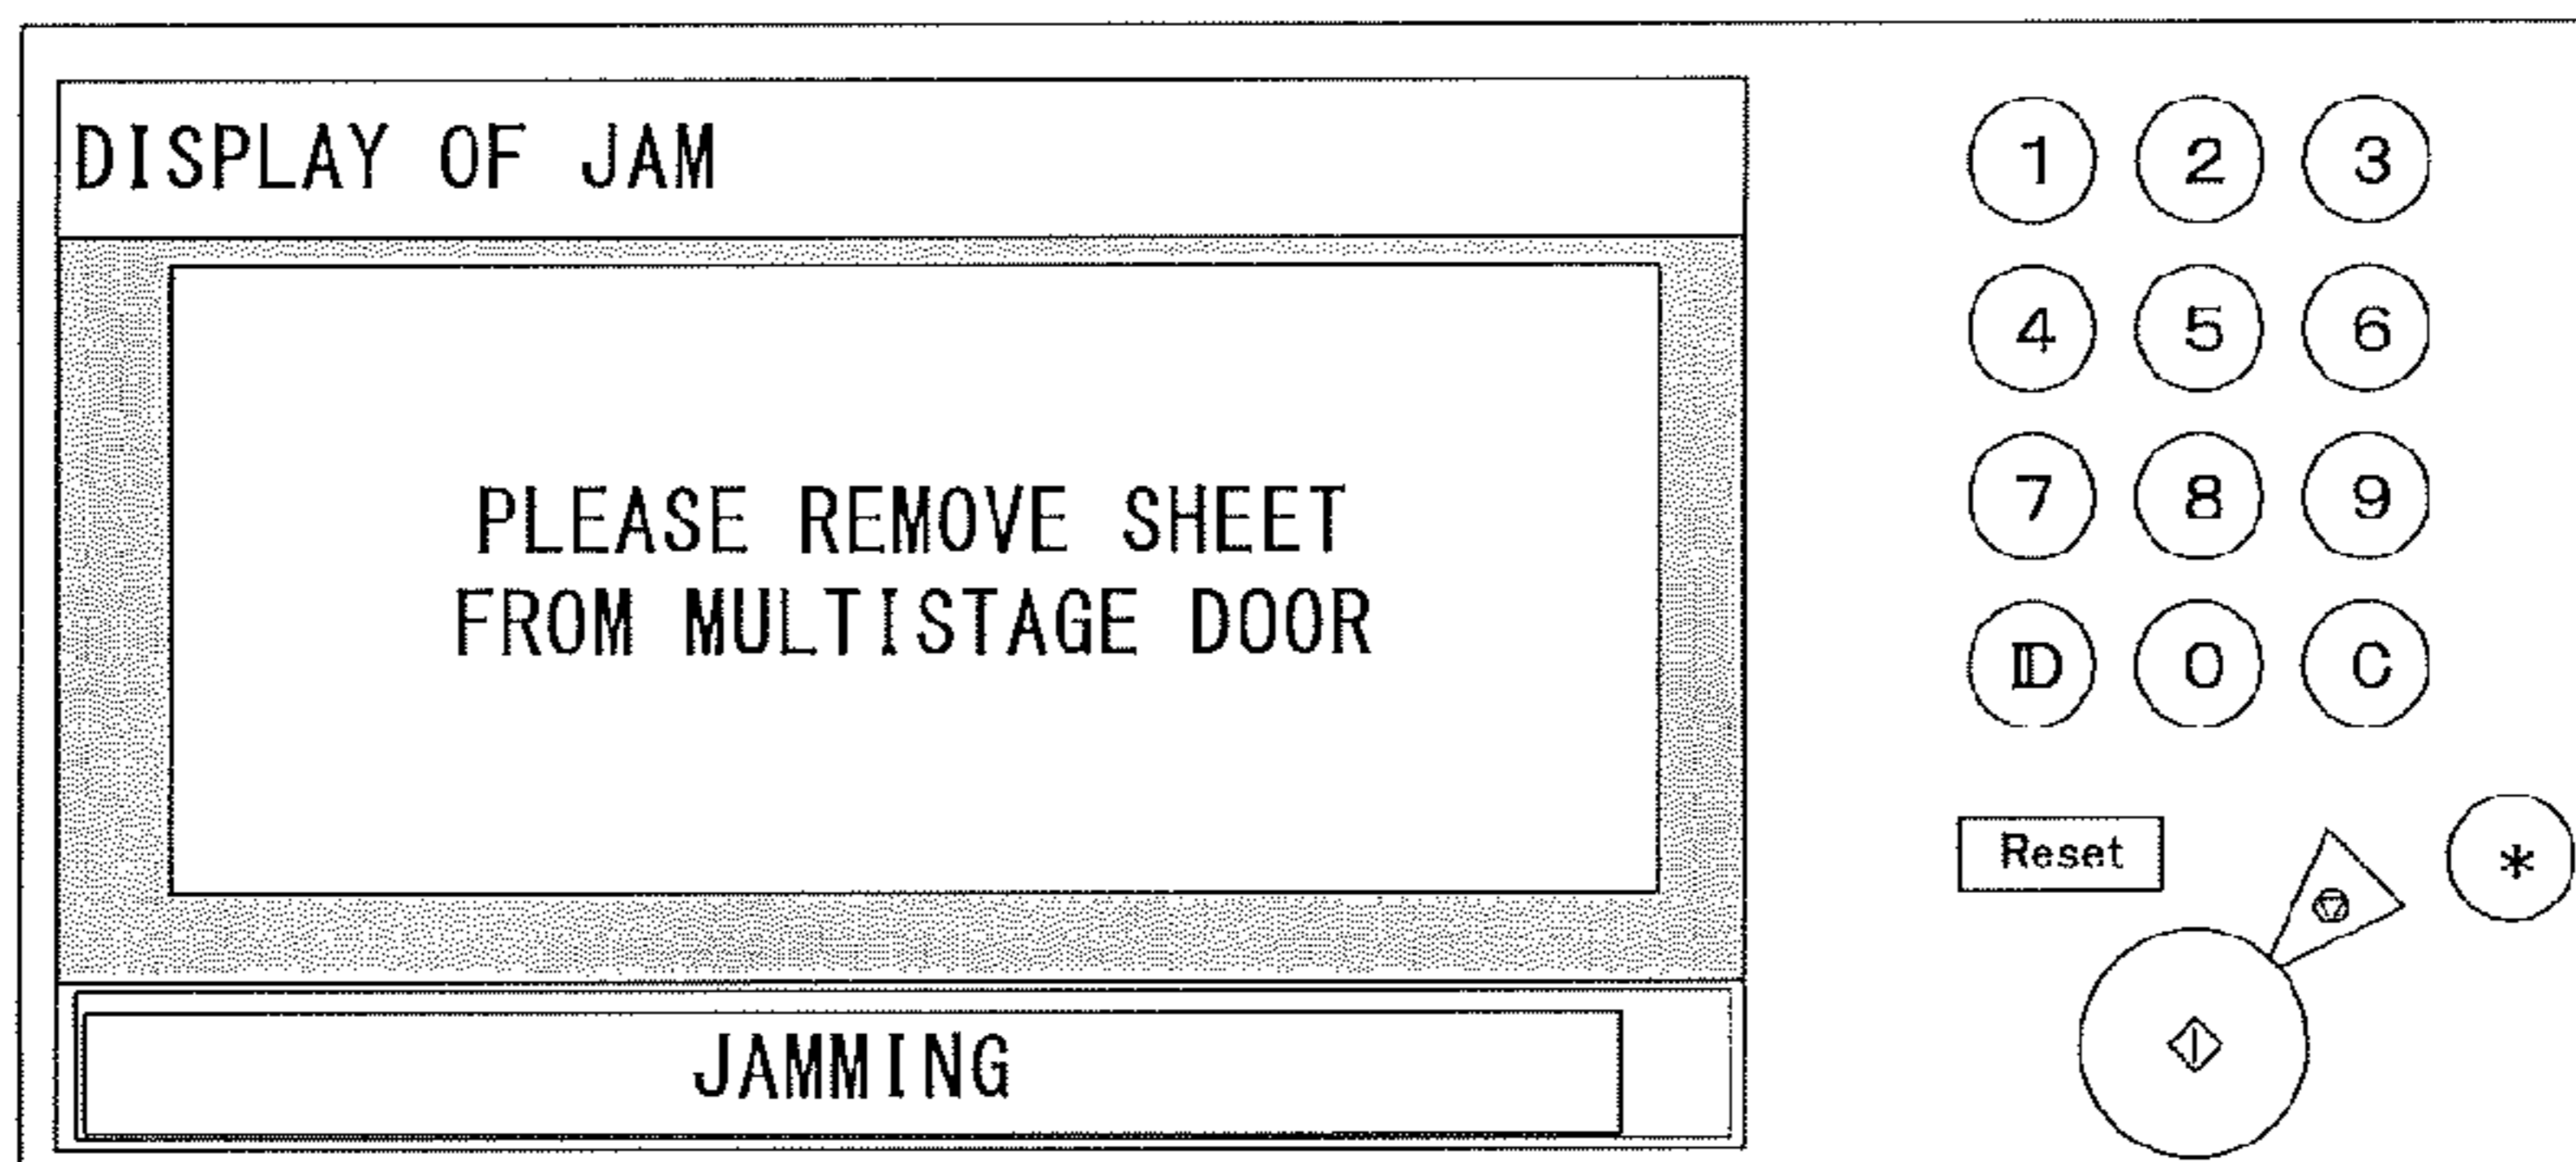 DISPLAY OF JAM
PLEASE REMOVE SHEET
FROM MULTISTAGE DOOR
JAMMING
1 2 3
4 5 6
7 8 9
ID 0 C
Reset
*